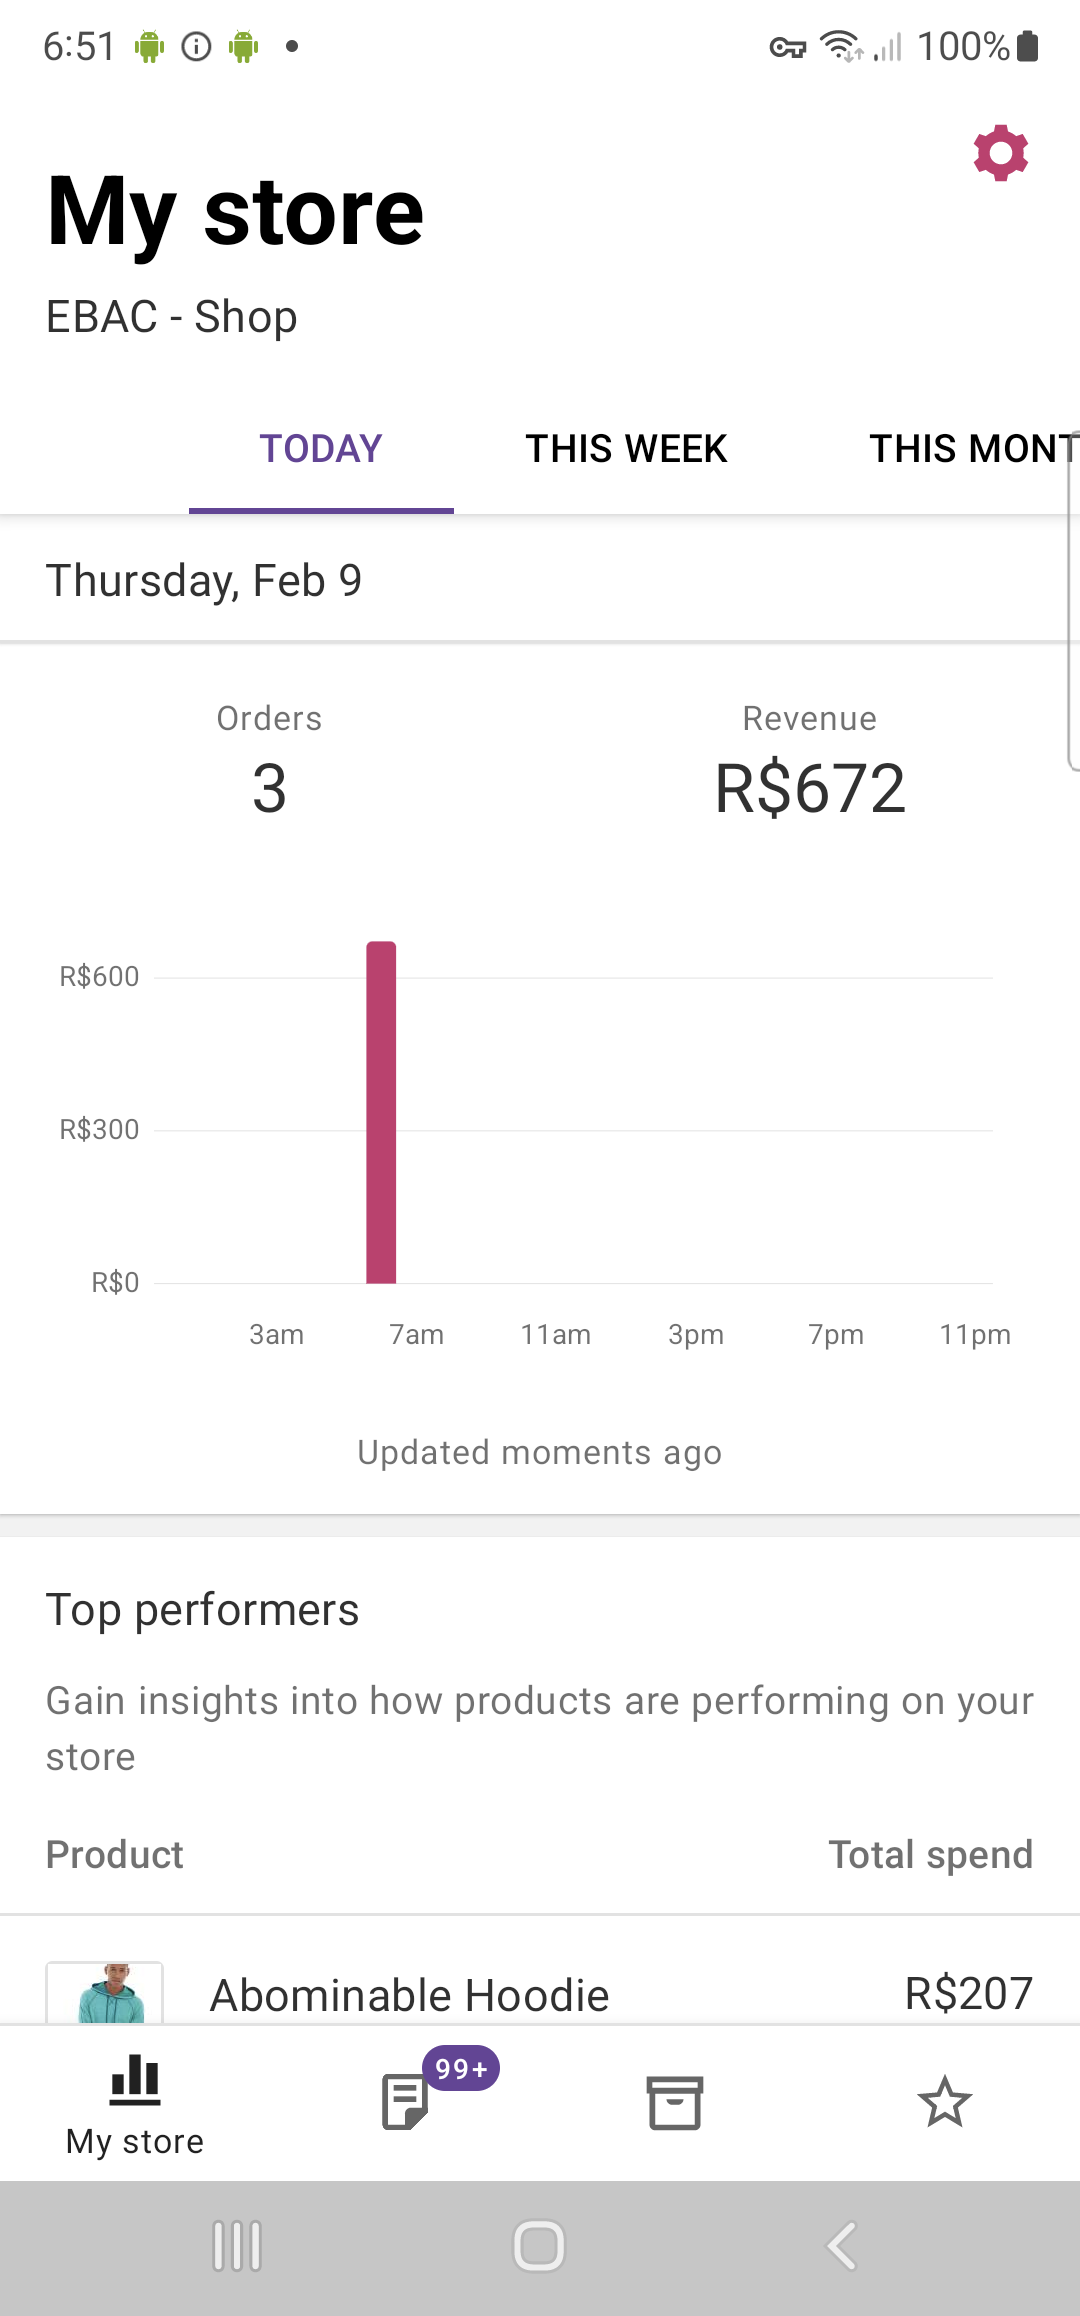 6:51
100%
My store
EBAC - Shop
TODAY THIS WEEK THIS MONT
Thursday, Feb 9
Orders Revenue
3 R$672
R$600
R$300
R$0
3am 7am 11am 3pm 7pm 11pm
Updated moments ago
Top performers
Gain insights into how products are performing on your
store
Product Total spend
Abominable Hoodie R$207
99+
My store